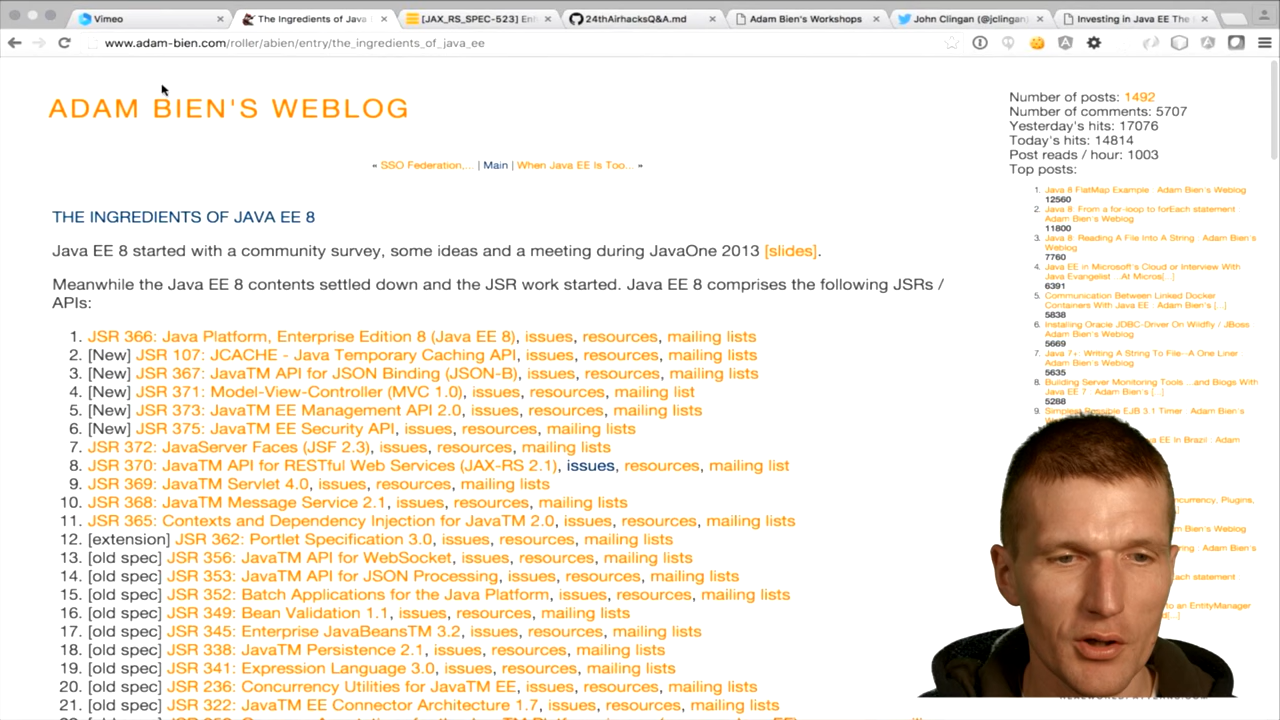 Vimeo
The Ingredients of Java
[JAX_RS_SPEC-523]
24thAirhacksQ&A.md
Adam Bien's Workshops
John Clingan (@jclingan
Investing in Java EE The
www.adam-bien.com/roller/abien/entry/the_ingredients_of_java_ee
ADAM BIEN'S WEBLOG
« SSO Federation,... | Main | When Java EE Is Too... »
THE INGREDIENTS OF JAVA EE 8
Java EE 8 started with a community survey, some ideas and a meeting during JavaOne 2013 [slides].
Meanwhile the Java EE 8 contents settled down and the JSR work started. Java EE 8 comprises the following JSRs /
APIs:
1. JSR 366: Java Platform, Enterprise Edition 8 (Java EE 8), issues, resources, mailing lists
2. [New] JSR 107: JCACHE - Java Temporary Caching API, issues, resources, mailing lists
3. [New] JSR 367: JavaTM API for JSON Binding (JSON-B), issues, resources, mailing lists
4. [New] JSR 371: Model-View-Controller (MVC 1.0), issues, resources, mailing list
5. [New] JSR 373: JavaTM EE Management API 2.0, issues, resources, mailing lists
6. [New] JSR 375: JavaTM EE Security API, issues, resources, mailing lists
7. JSR 372: JavaServer Faces (JSF 2.3), issues, resources, mailing lists
8. JSR 370: JavaTM API for RESTful Web Services (JAX-RS 2.1), issues, resources, mailing list
9. JSR 369: JavaTM Servlet 4.0, issues, resources, mailing lists
10. JSR 368: JavaTM Message Service 2.1, issues, resources, mailing lists
11. JSR 365: Contexts and Dependency Injection for JavaTM 2.0, issues, resources, mailing lists
12. [extension] JSR 362: Portlet Specification 3.0, issues, resources, mailing lists
13. [old spec] JSR 356: JavaTM API for WebSocket, issues, resources, mailing lists
14. [old spec] JSR 353: JavaTM API for JSON Processing, issues, resources, mailing lists
15. [old spec] JSR 352: Batch Applications for the Java Platform, issues, resources, mailing lists
16. [old spec] JSR 349: Bean Validation 1.1, issues, resources, mailing lists
17. [old spec] JSR 345: Enterprise JavaBeansTM 3.2, issues, resources, mailing lists
18. [old spec] JSR 338: JavaTM Persistence 2.1, issues, resources, mailing lists
19. [old spec] JSR 341: Expression Language 3.0, issues, resources, mailing lists
20. [old spec] JSR 236: Concurrency Utilities for JavaTM EE, issues, resources, mailing lists
21. [old spec] JSR 322: JavaTM EE Connector Architecture 1.7, issues, resources, mailing lists
Number of posts: 1492
Number of comments: 5707
Yesterday's hits: 17076
Today's hits: 14814
Post reads / hour: 1003
Top posts:
1. Java 8 FlatMap Example Adam Bien's Weblog
12560
2. Java 8: From a for-loop to forEach statement
Adam Bien's Weblog
11800
3. Java 8: Reading A File Into A String Adam Bien's
Weblog
7760
4. Java EE in Microsoft's Cloud or Interview With
Java Evangelist ...At Micros[...]
6391
5. Communication Between Linked Docker
Containers With Java EE Adam Bien's [...]
5838
6. Installing Oracle JDBC-Driver On Wildfly / JBoss
Adam Bien's Weblog
5669
7. Java 7+: Writing A String To File--A One Liner
Adam Bien's Weblog
5635
8. Building Server Monitoring Tools ...and Blogs With
Java EE 7 Adam Bien's [...]
5288
9. Simplest Possible EJB 3.1 Timer Adam Bien's
EE In Brazil Adam
Plugins,
Bien's Weblog
Adam Bien's
statement
to an EntityManager